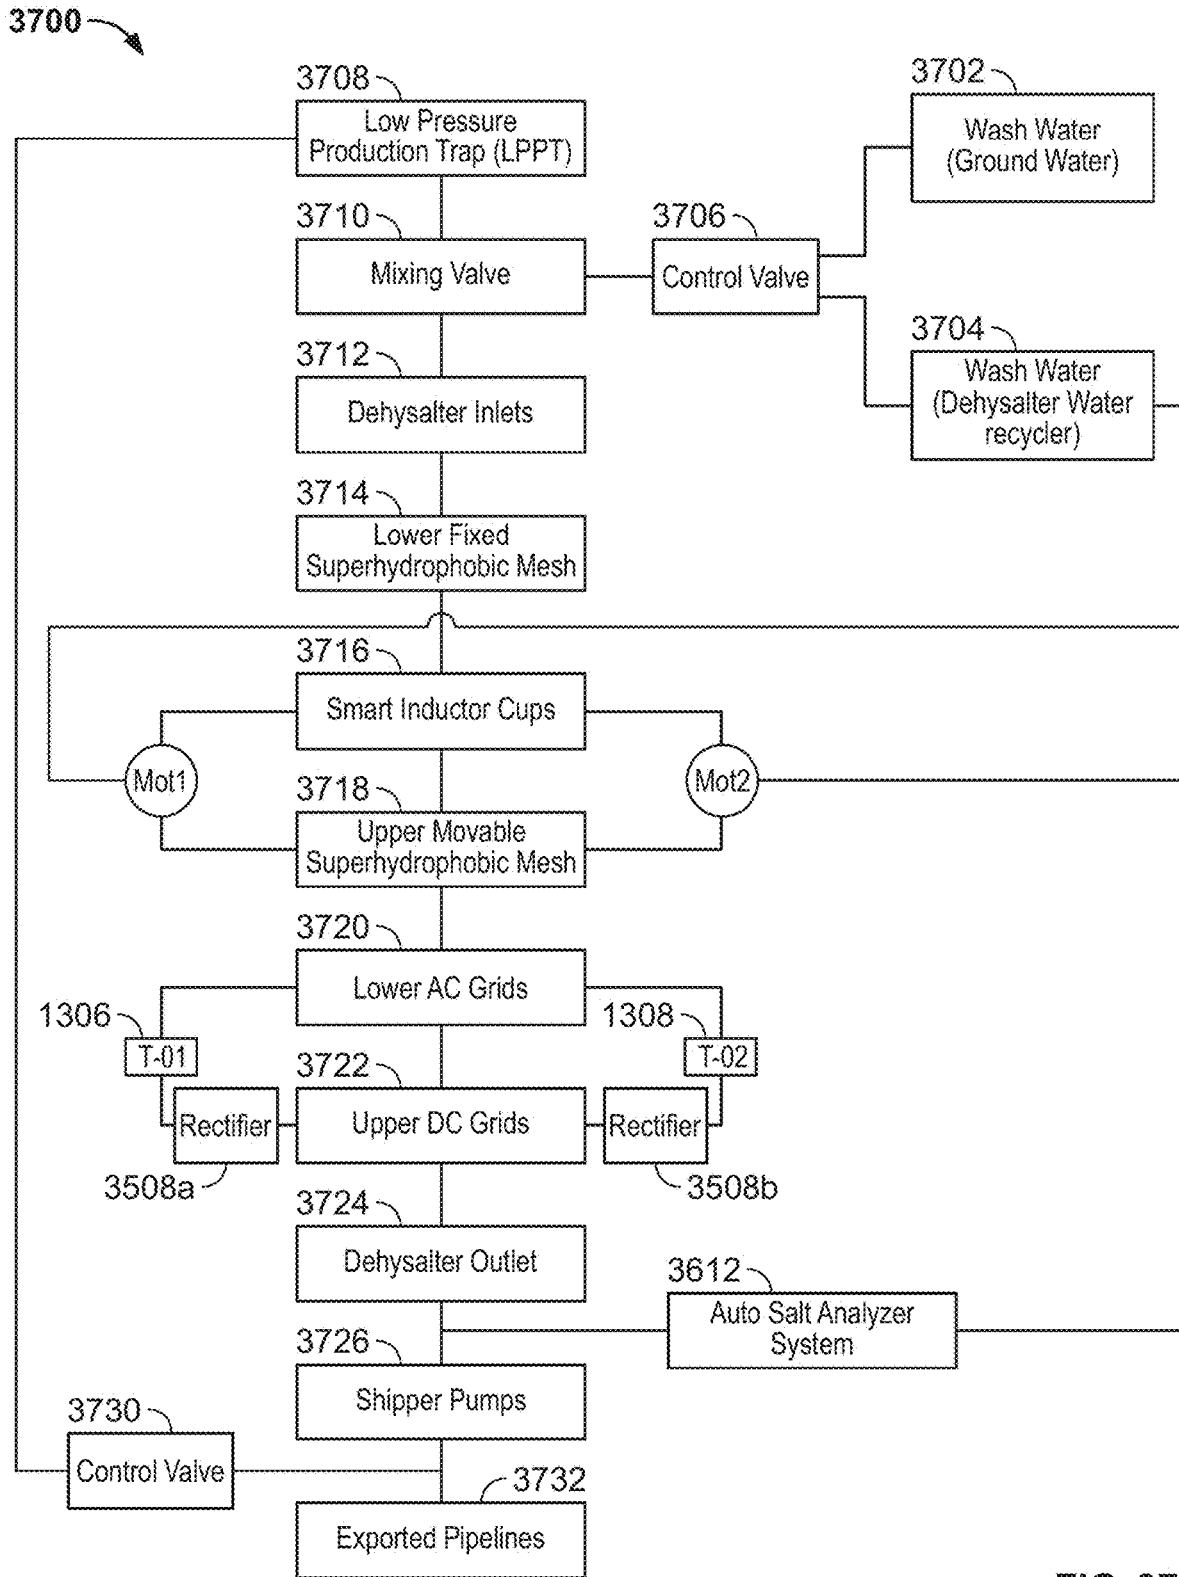 3700
3708
Low Pressure
Production Trap (LPPT)
3702
Wash Water
(Ground Water)
3710
Mixing Valve
3706
Control Valve
3712
Dehysalter Inlets
3704
Wash Water
(Dehysalter Water
recycler)
3714
Lower Fixed
Superhydrophobic Mesh
3716
Smart Inductor Cups
Mot1
Mot2
3718
Upper Movable
Superhydrophobic Mesh
3720
Lower AC Grids
1306
T-01
1308
T-02
3722
Upper DC Grids
Rectifier
Rectifier
3508a
3508b
3724
Dehysalter Outlet
3612
Auto Salt Analyzer
System
3726
Shipper Pumps
3730
Control Valve
3732
Exported Pipelines